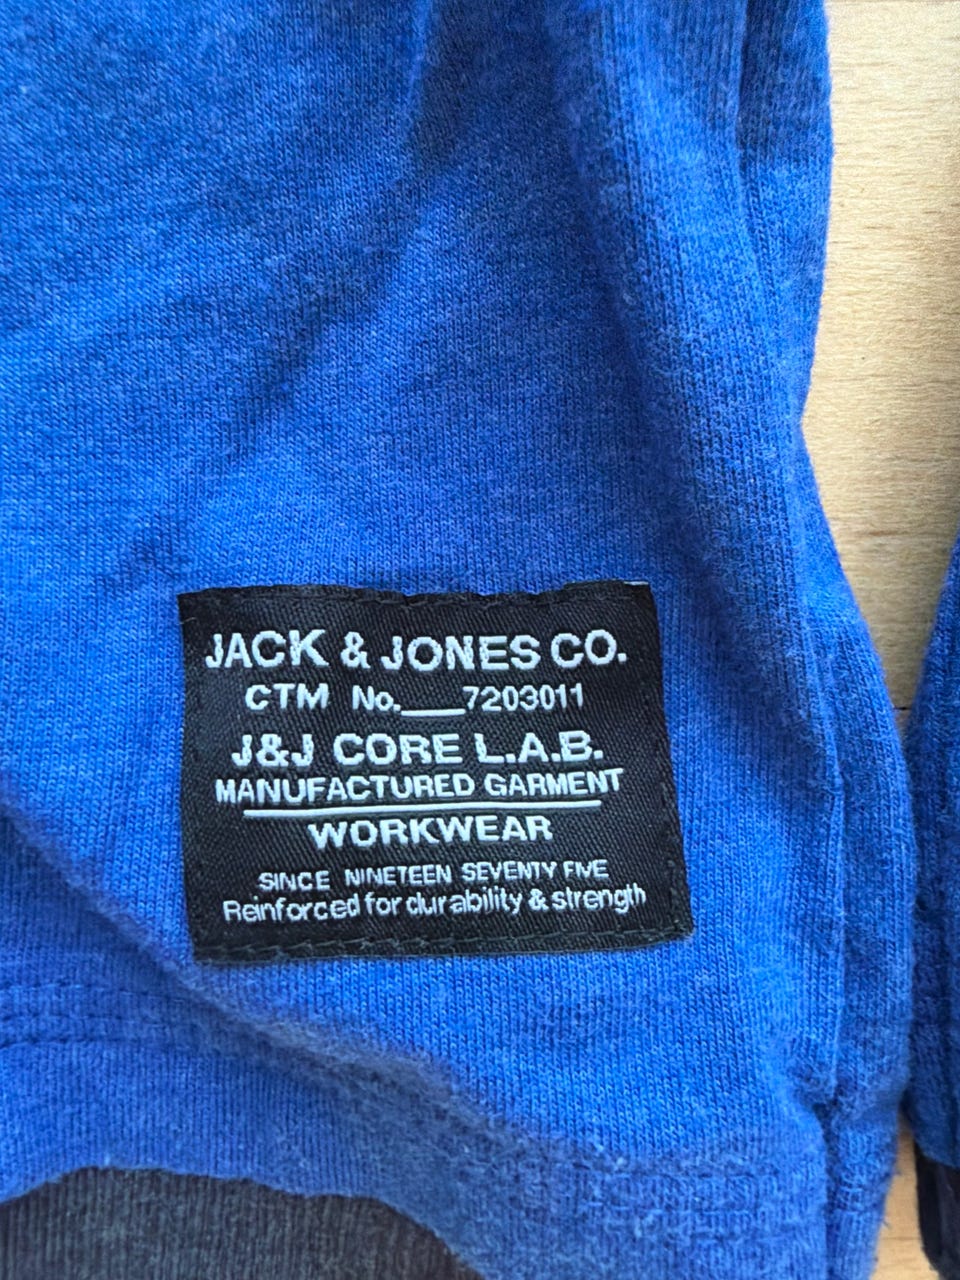 JACK & JONES CO.
CTM No.___7203011
J&J CORE L.A.B.
MANUFACTURED GARMENT
WORKWEAR
SINCE NINETEEN SEVENTY FIVE
Reinforced for durability & strength